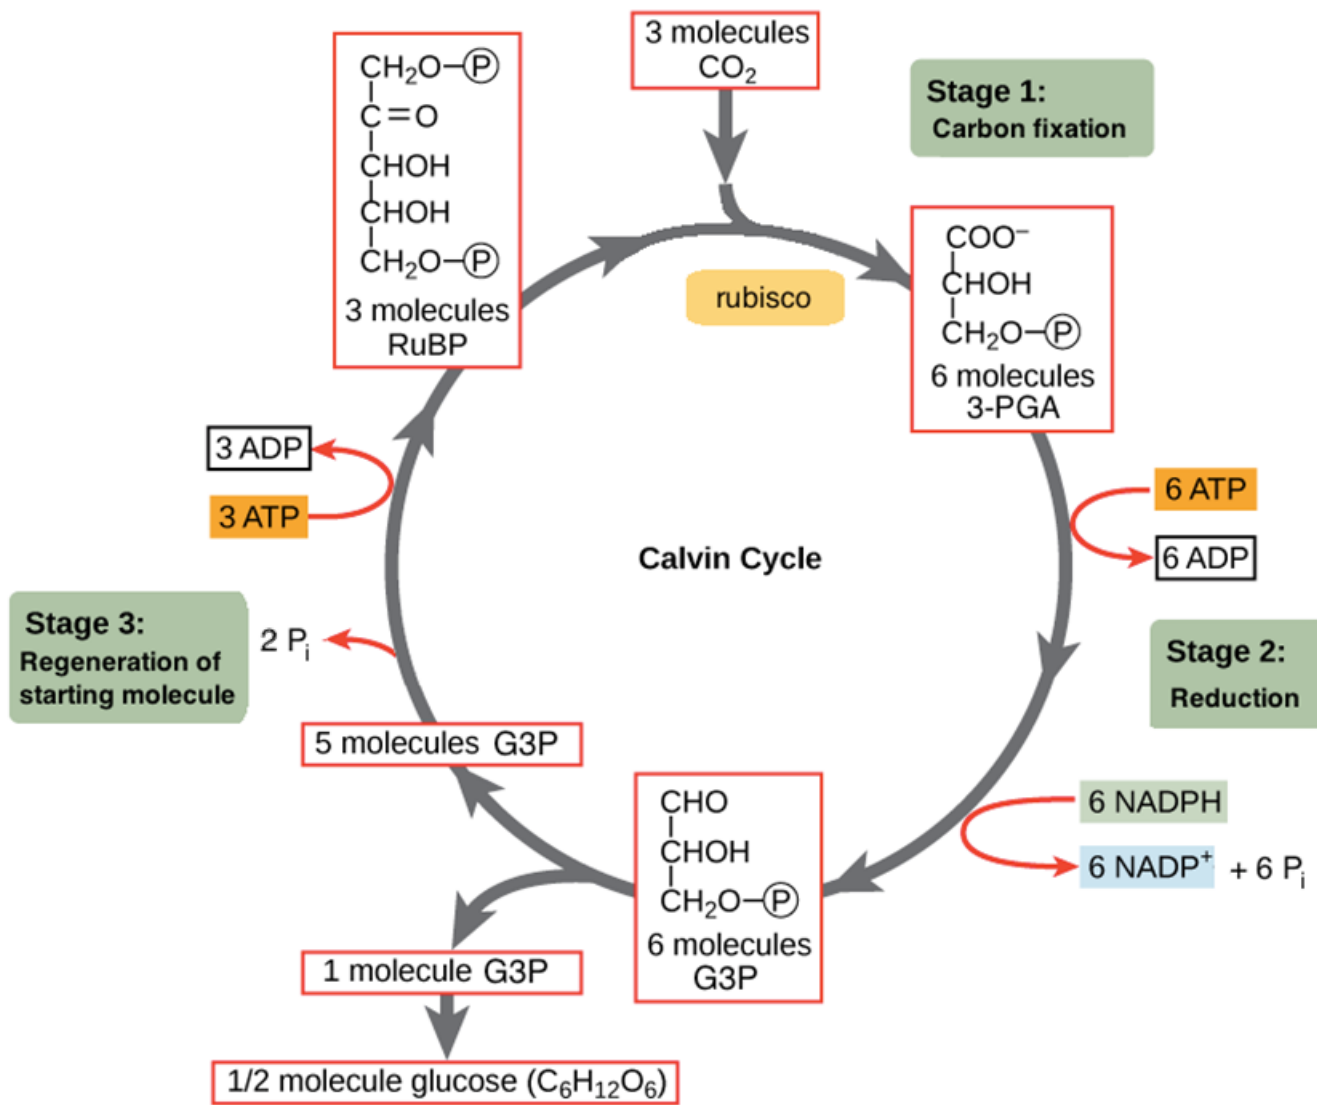 3 molecules
CO₂
Stage 1:
Carbon fixation
CH₂O–Ⓟ
C=O
CHOH
CHOH
CH₂O–Ⓟ
3 molecules
RuBP
rubisco
COO⁻
CHOH
CH₂O–Ⓟ
6 molecules
3-PGA
3 ADP
3 ATP
6 ATP
6 ADP
Calvin Cycle
Stage 3:
Regeneration of
starting molecule
2 Pᵢ
Stage 2:
Reduction
5 molecules G3P
6 NADPH
6 NADP⁺ + 6 Pᵢ
CHO
CHOH
CH₂O–Ⓟ
6 molecules
G3P
1 molecule G3P
1/2 molecule glucose (C₆H₁₂O₆)